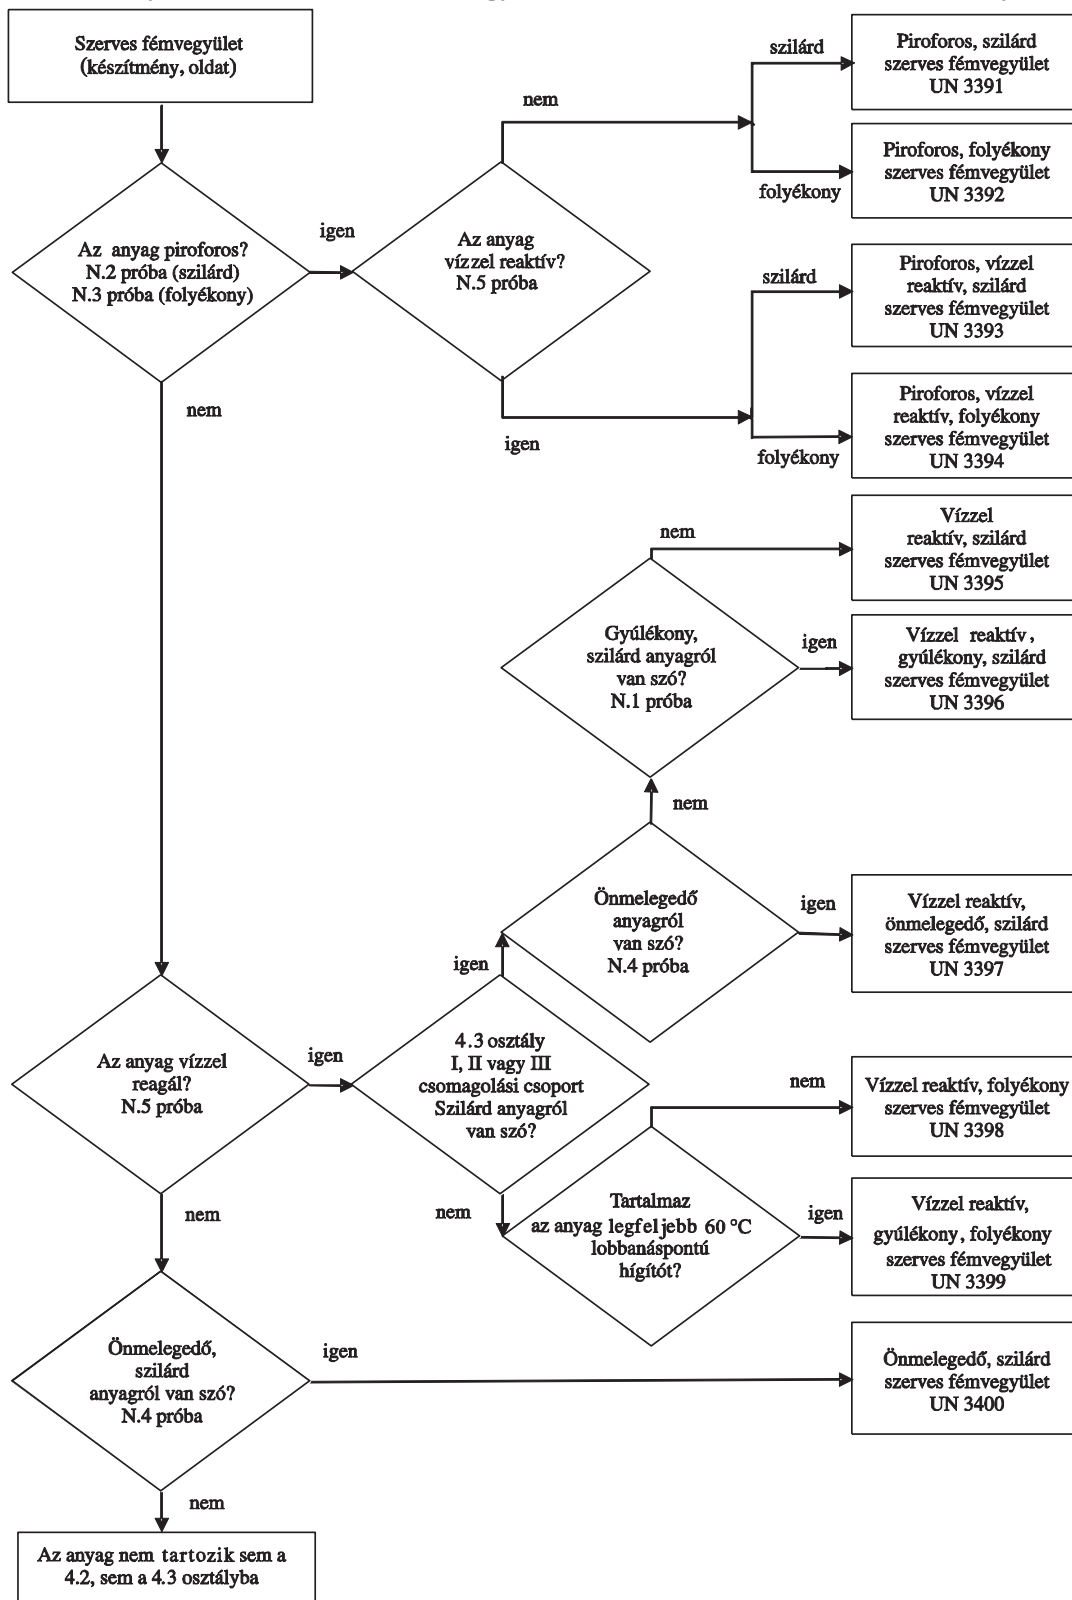 Szerves fémvegyület
(készítmény, oldat)
szilárd
Piroforos, szilárd
szerves fémvegyület
UN 3391
nem
Piroforos, folyékony
szerves fémvegyület
UN 3392
folyékony
Az anyag piroforos?
N.2 próba (szilárd)
N.3 próba (folyékony)
igen
Az anyag
vízzel reaktív?
N.5 próba
szilárd
Piroforos, vízzel
reaktív, szilárd
szerves fémvegyület
UN 3393
nem
igen
Piroforos, vízzel
reaktív, folyékony
szerves fémvegyület
UN 3394
folyékony
nem
Vízzel
reaktív, szilárd
szerves fémvegyület
UN 3395
Gyúlékony,
szilárd anyagról
van szó?
N.1 próba
igen
Vízzel reaktív,
gyúlékony, szilárd
szerves fémvegyület
UN 3396
nem
Önmelegedő
anyagról
van szó?
N.4 próba
igen
Vízzel reaktív,
önmelegedő, szilárd
szerves fémvegyület
UN 3397
igen
Az anyag vízzel
reagál?
N.5 próba
igen
4.3 osztály
I, II vagy III
csomagolási csoport
Szilárd anyagról
van szó?
nem
Vízzel reaktív, folyékony
szerves fémvegyület
UN 3398
nem
nem
Tartalmaz
az anyag legfeljebb 60 °C
lobbanáspontú
hígítót?
igen
Vízzel reaktív,
gyúlékony, folyékony
szerves fémvegyület
UN 3399
Önmelegedő,
szilárd
anyagról van szó?
N.4 próba
igen
Önmelegedő, szilárd
szerves fémvegyület
UN 3400
nem
Az anyag nem tartozik sem a
4.2, sem a 4.3 osztályba